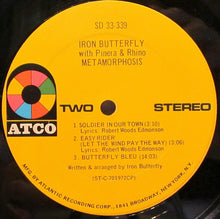 SD 33-339
IRON BUTTERFLY
with Pinera & Rhino
METAMORPHOSIS
ATCO
TWO
STEREO
1 - SOLDIER IN OUR TOWN (3:10)
Lyrics: Robert Woods Edmonson
2 - EASY RIDER
(LET THE WIND PAY THE WAY) (3:06)
Lyrics: Robert Woods Edmonson
3 - BUTTERFLY BLEU (14:03)
Written & arranged by Iron Butterfly
(ST-C-701972CP)
MFG. BY ATLANTIC RECORDING CORP., 1841 BROADWAY, NEW YORK, N.Y.